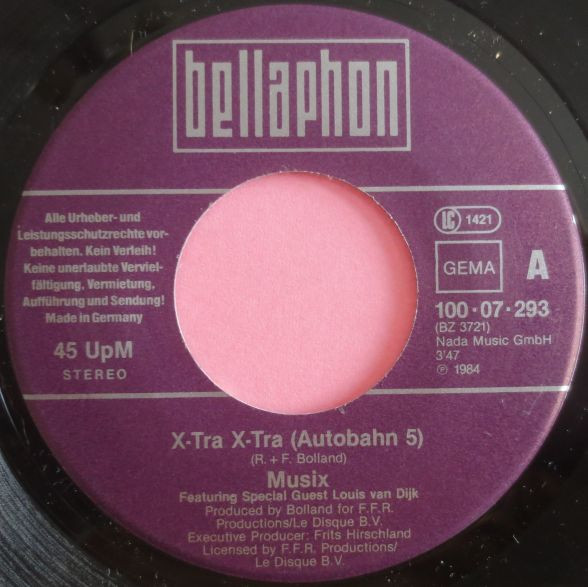 bellaphon
Alle Urheber- und
Leistungsschutzrechte vor-
behalten. Kein Verleih!
Keine unerlaubte Verviel-
fältigung, Vermietung,
Aufführung und Sendung!
Made in Germany
45 UpM
STEREO
LC 1421
GEMA
A
100·07·293
(BZ 3721)
Nada Music GmbH
3'47
℗ 1984
X-Tra X-Tra (Autobahn 5)
(R. + F. Bolland)
Musix
Featuring Special Guest Louis van Dijk
Produced by Bolland for F.F.R.
Productions/Le Disque B.V.
Executive Producer: Frits Hirschland
Licensed by F.F.R. Productions/
Le Disque B.V.